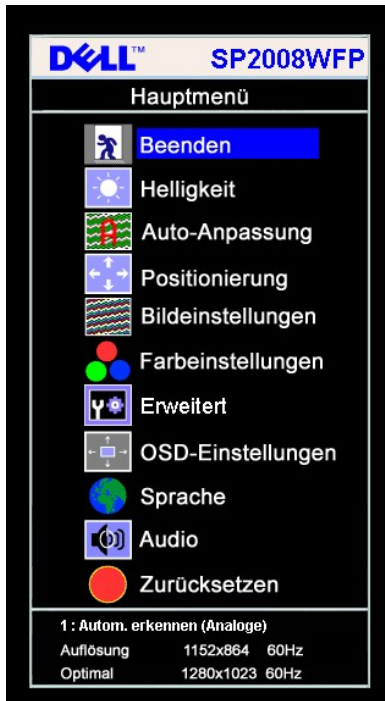 DELL™ SP2008WFP
Hauptmenü
Beenden
Helligkeit
Auto-Anpassung
Positionierung
Bildeinstellungen
Farbeinstellungen
Erweitert
OSD-Einstellungen
Sprache
Audio
Zurücksetzen
1 : Autom. erkennen (Analoge)
Auflösung 1152x864 60Hz
Optimal 1280x1023 60Hz